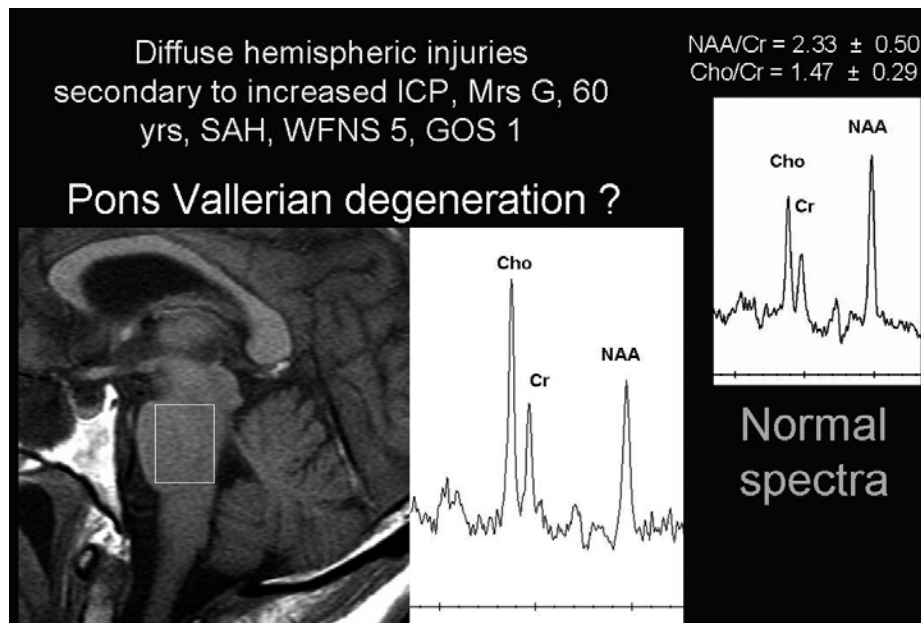 Diffuse hemispheric injuries
secondary to increased ICP, Mrs G, 60
yrs, SAH, WFNS 5, GOS 1
Pons Vallerian degeneration ?
Cho
Cr
NAA
NAA/Cr = 2.33 ± 0.50
Cho/Cr = 1.47 ± 0.29
NAA
Cho
Cr
Normal
spectra